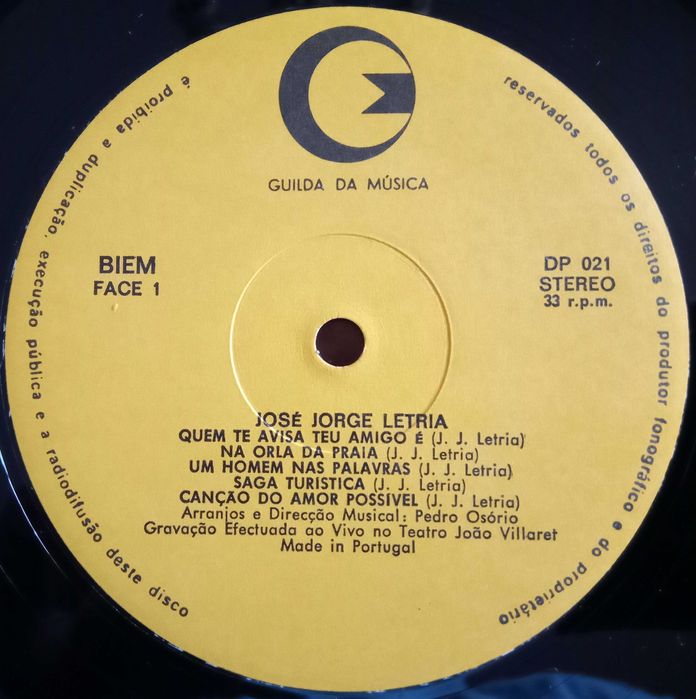 GUILDA DA MÚSICA
é proibida a duplicação, execução pública e a radiodifusão deste disco
reservados todos os direitos do produtor fonográfico e do proprietário
BIEM
FACE 1
DP 021
STEREO
33 r.p.m.
JOSÉ JORGE LETRIA
QUEM TE AVISA TEU AMIGO É (J. J. Letria)
NA ORLA DA PRAIA (J. J. Letria)
UM HOMEM NAS PALAVRAS (J. J. Letria)
SAGA TURISTICA (J. J. Letria)
CANÇÃO DO AMOR POSSIVEL (J. J. Letria)
Arranjos e Direcção Musical: Pedro Osório
Gravação Efectuada ao Vivo no Teatro João Villaret
Made in Portugal